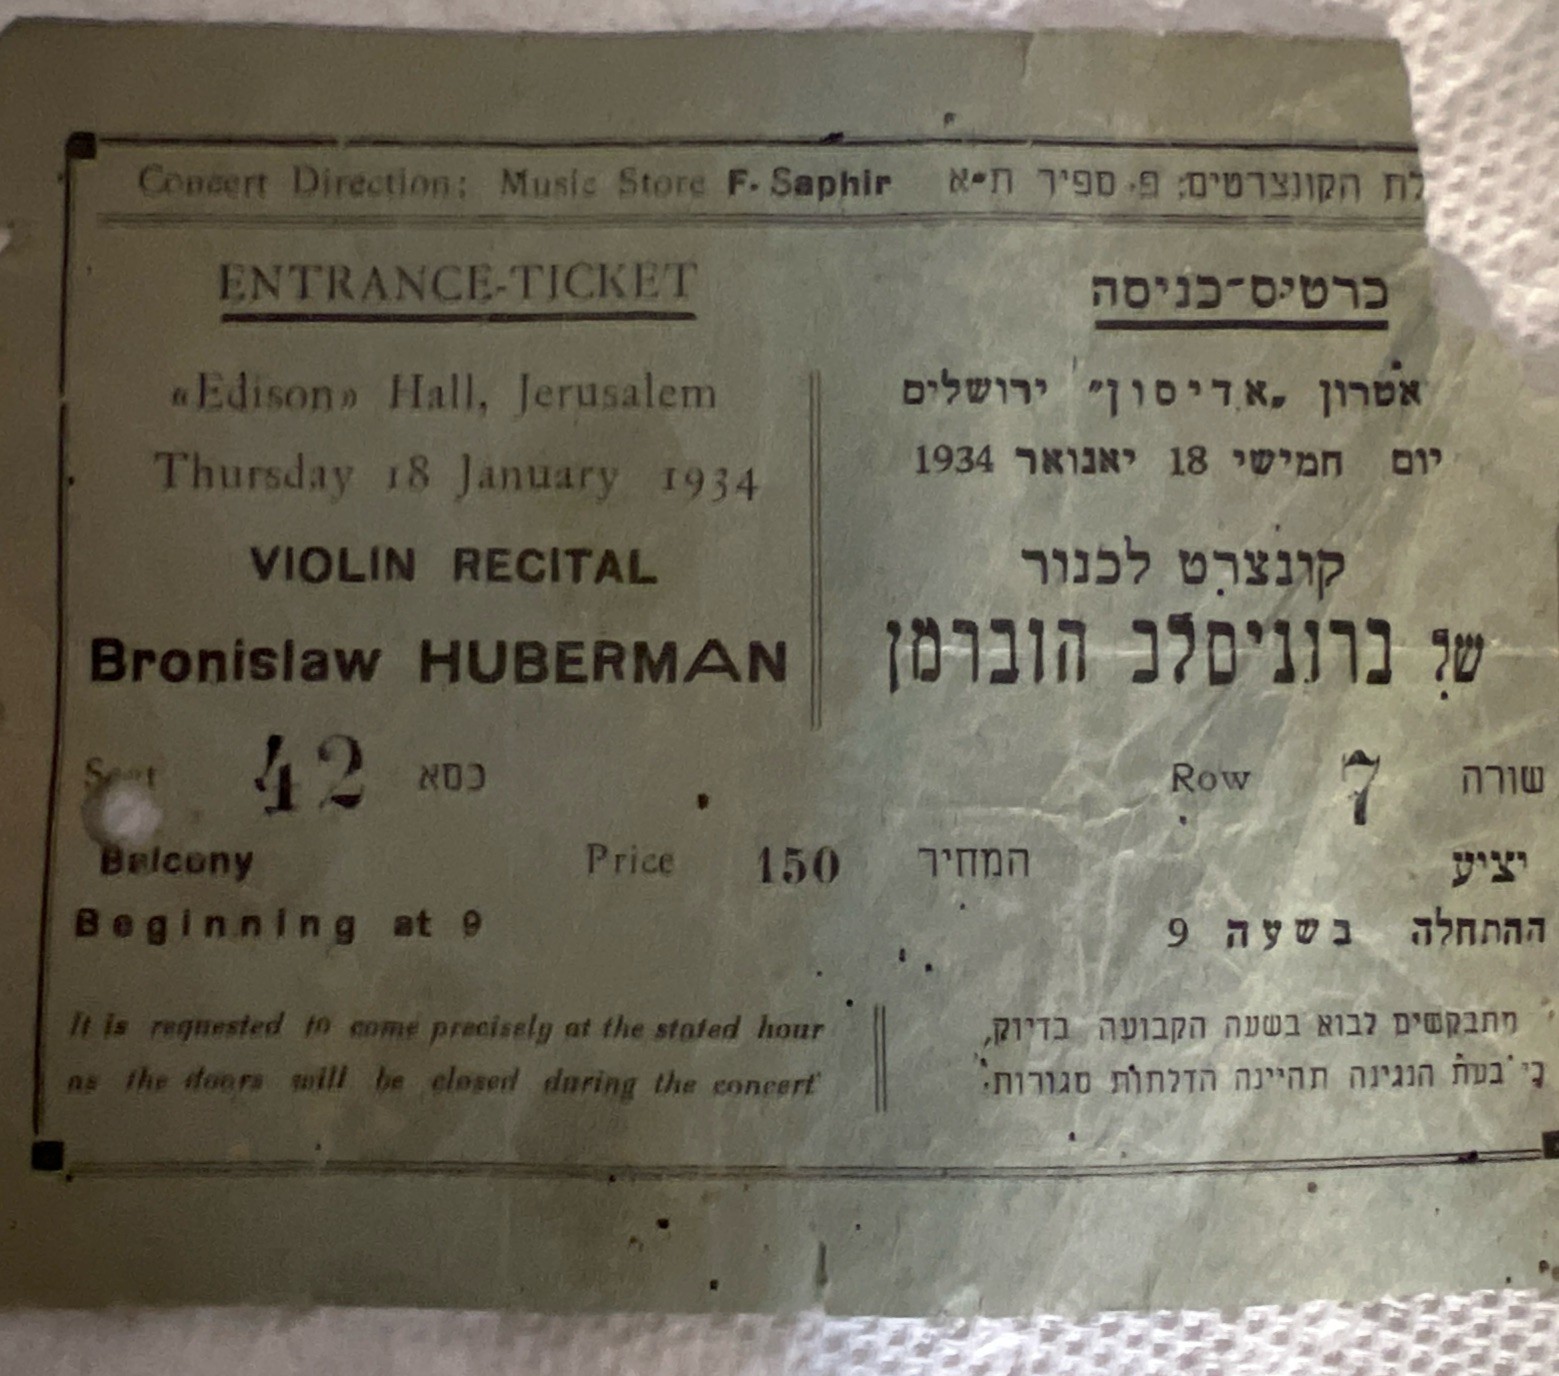 Concert Direction: Music Store F. Saphir
לת הקונצרטים: פ. ספיר ת״א
ENTRANCE-TICKET
כרטיס־כניסה
«Edison» Hall, Jerusalem
אטרון „אדיסון״ ירושלים
Thursday 18 January 1934
יום חמישי 18 יאנואר 1934
VIOLIN RECITAL
קונצרט לכנור
Bronislaw HUBERMAN
של ברוניסלב הוברמן
Seat 42 כסא
Row 7 שורה
Balcony Price 150 המחיר יציע
Beginning at 9
ההתחלה בשעה 9
It is requested to come precisely at the stated hour
as the doors will be closed during the concert
מתבקשים לבוא בשעה הקבועה בדיוק,
כי בעת הנגינה תהיינה הדלתות סגורות.